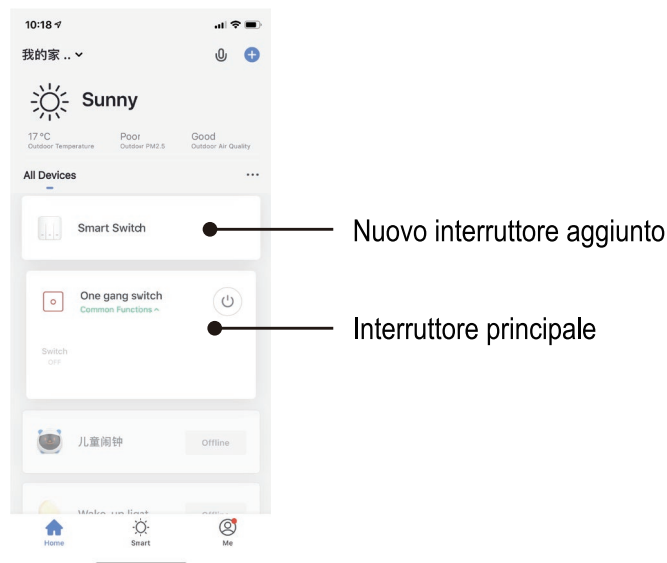 10:18
我的家 ..
Sunny
17 °C
Poor
Good
Outdoor Temperature
Outdoor PM2.5
Outdoor Air Quality
All Devices
...
Smart Switch
Nuovo interruttore aggiunto
One gang switch
Common Functions
Interruttore principale
Switch
OFF
儿童闹钟
Offline
Wake-up
Home
Smart
Me